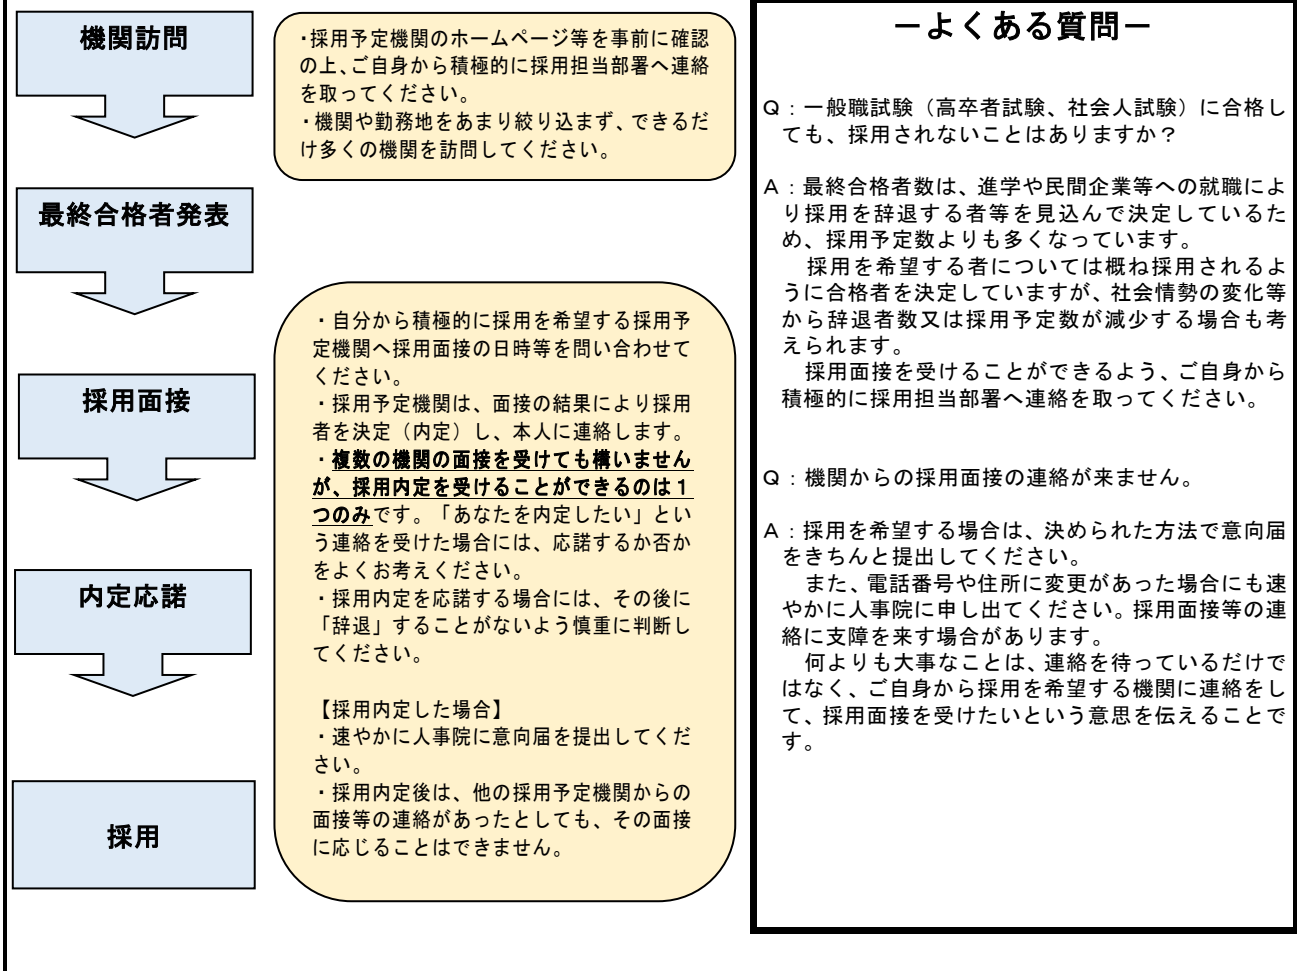 機関訪問
・採用予定機関のホームページ等を事前に確認
の上、ご自身から積極的に採用担当部署へ連絡
を取ってください。
・機関や勤務地をあまり絞り込まず、できるだ
け多くの機関を訪問してください。
最終合格者発表
採用面接
・自分から積極的に採用を希望する採用予
定機関へ採用面接の日時等を問い合わせて
ください。
・採用予定機関は、面接の結果により採用
者を決定（内定）し、本人に連絡します。
・複数の機関の面接を受けても構いません
が、採用内定を受けることができるのは１
つのみです。「あなたを内定したい」とい
う連絡を受けた場合には、応諾するか否か
をよくお考えください。
・採用内定を応諾する場合には、その後に
「辞退」することがないよう慎重に判断し
てください。
【採用内定した場合】
・速やかに人事院に意向届を提出してくだ
さい。
・採用内定後は、他の採用予定機関からの
面接等の連絡があったとしても、その面接
に応じることはできません。
内定応諾
採用
－よくある質問－
Ｑ：一般職試験（高卒者試験、社会人試験）に合格し
ても、採用されないことはありますか？
Ａ：最終合格者数は、進学や民間企業等への就職によ
り採用を辞退する者等を見込んで決定しているた
め、採用予定数よりも多くなっています。
採用を希望する者については概ね採用されるよ
うに合格者を決定していますが、社会情勢の変化等
から辞退者数又は採用予定数が減少する場合も考
えられます。
採用面接を受けることができるよう、ご自身から
積極的に採用担当部署へ連絡を取ってください。
Ｑ：機関からの採用面接の連絡が来ません。
Ａ：採用を希望する場合は、決められた方法で意向届
をきちんと提出してください。
また、電話番号や住所に変更があった場合にも速
やかに人事院に申し出てください。採用面接等の連
絡に支障を来す場合があります。
何よりも大事なことは、連絡を待っているだけで
はなく、ご自身から採用を希望する機関に連絡をし
て、採用面接を受けたいという意思を伝えることで
す。